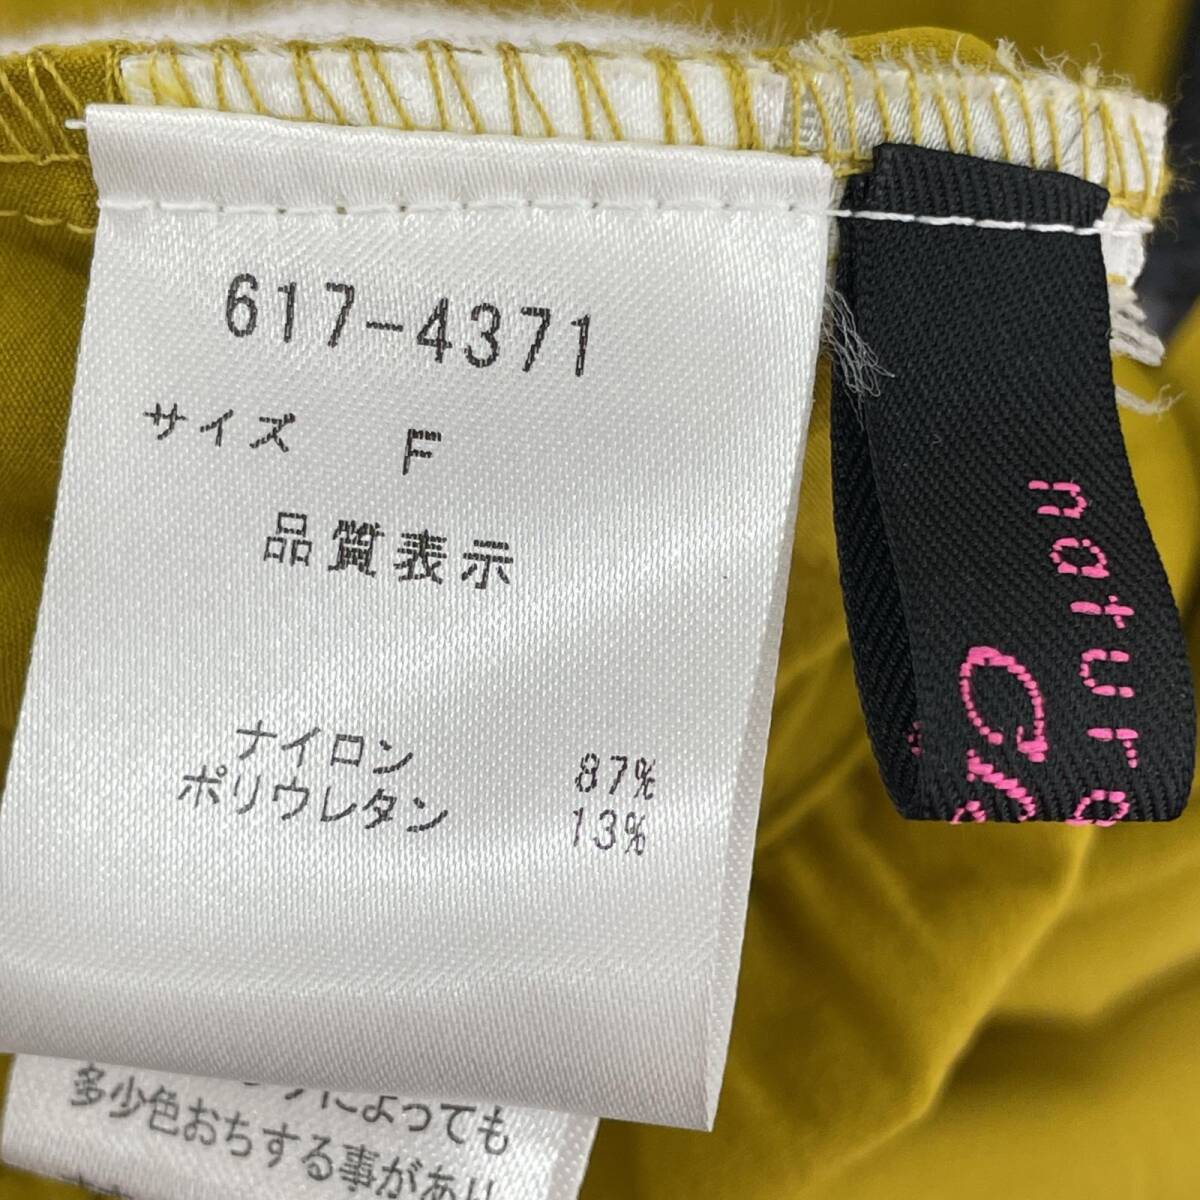 617-4371
サイズ F
品質表示
ナイロン 87%
ポリウレタン 13%
によっても
多少色おちする事があり
natur